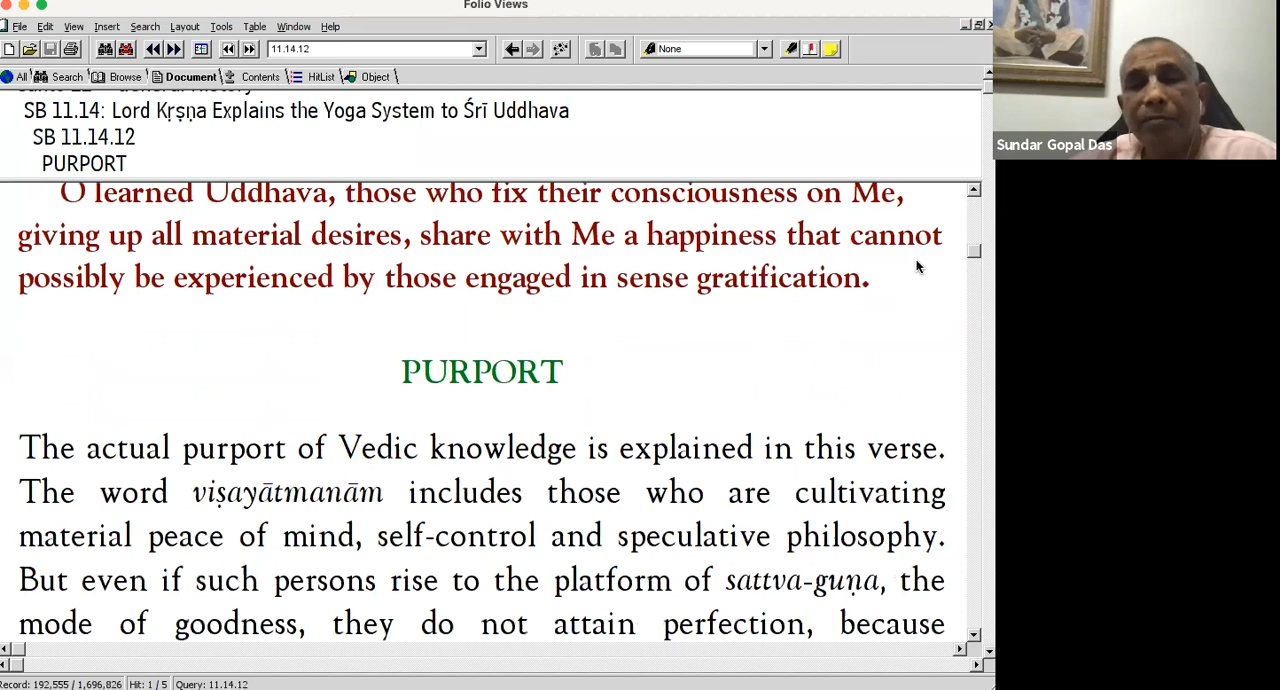 Folio Views
File Edit View Insert Search Layout Tools Table Window Help
11.14.12
None
All Search Browse Document Contents HitList Object
SB 11.14: Lord Kṛṣṇa Explains the Yoga System to Śrī Uddhava
SB 11.14.12
PURPORT
O learned Uddhava, those who fix their consciousness on Me,
giving up all material desires, share with Me a happiness that cannot
possibly be experienced by those engaged in sense gratification.
PURPORT
The actual purport of Vedic knowledge is explained in this verse.
The word viṣayātmanām includes those who are cultivating
material peace of mind, self-control and speculative philosophy.
But even if such persons rise to the platform of sattva-guṇa, the
mode of goodness, they do not attain perfection, because
Record: 192,555 / 1,696,826 Hit: 1 / 5 Query: 11.14.12
Sundar Gopal Das